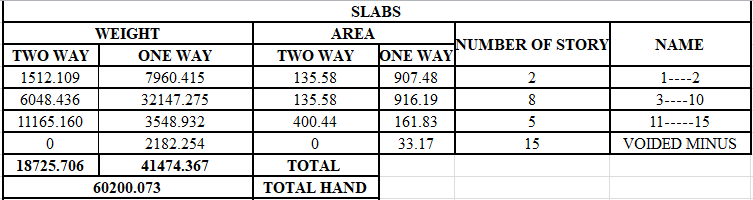 SLABS
WEIGHT AREA NUMBER OF STORY NAME
TWO WAY ONE WAY TWO WAY ONE WAY
1512.109 7960.415 135.58 907.48 2 1----2
6048.436 32147.275 135.58 916.19 8 3----10
11165.160 3548.932 400.44 161.83 5 11-----15
0 2182.254 0 33.17 15 VOIDED MINUS
18725.706 41474.367 TOTAL
60200.073 TOTAL HAND